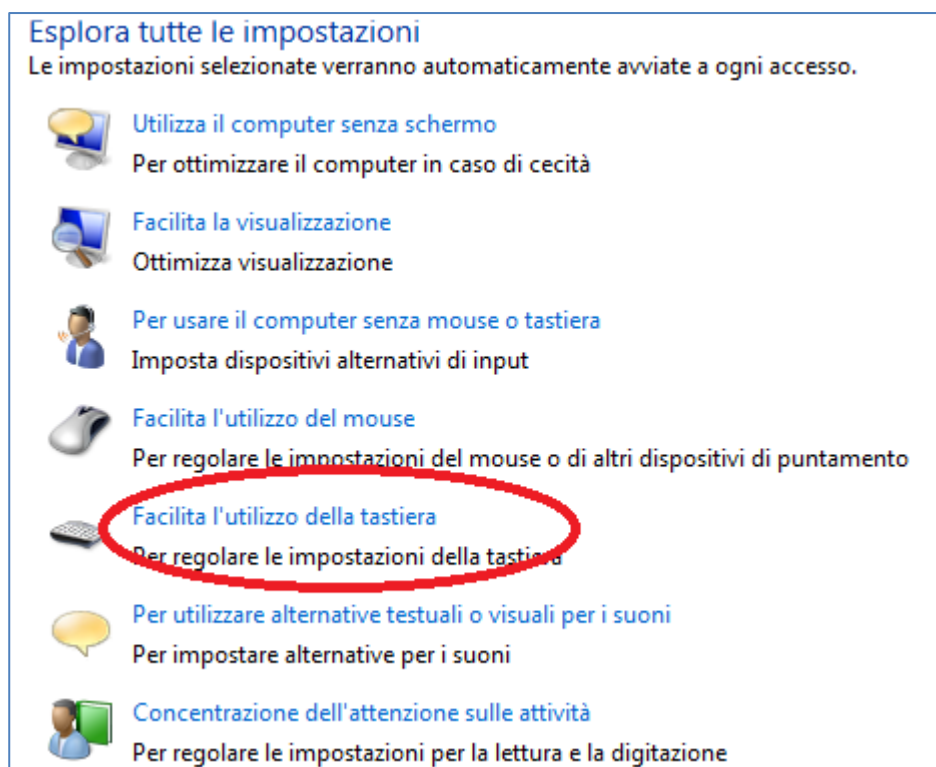 Esplora tutte le impostazioni
Le impostazioni selezionate verranno automaticamente avviate a ogni accesso.
Utilizza il computer senza schermo
Per ottimizzare il computer in caso di cecità
Facilita la visualizzazione
Ottimizza visualizzazione
Per usare il computer senza mouse o tastiera
Imposta dispositivi alternativi di input
Facilita l'utilizzo del mouse
Per regolare le impostazioni del mouse o di altri dispositivi di puntamento
Facilita l'utilizzo della tastiera
Per regolare le impostazioni della tastiera
Per utilizzare alternative testuali o visuali per i suoni
Per impostare alternative per i suoni
Concentrazione dell'attenzione sulle attività
Per regolare le impostazioni per la lettura e la digitazione